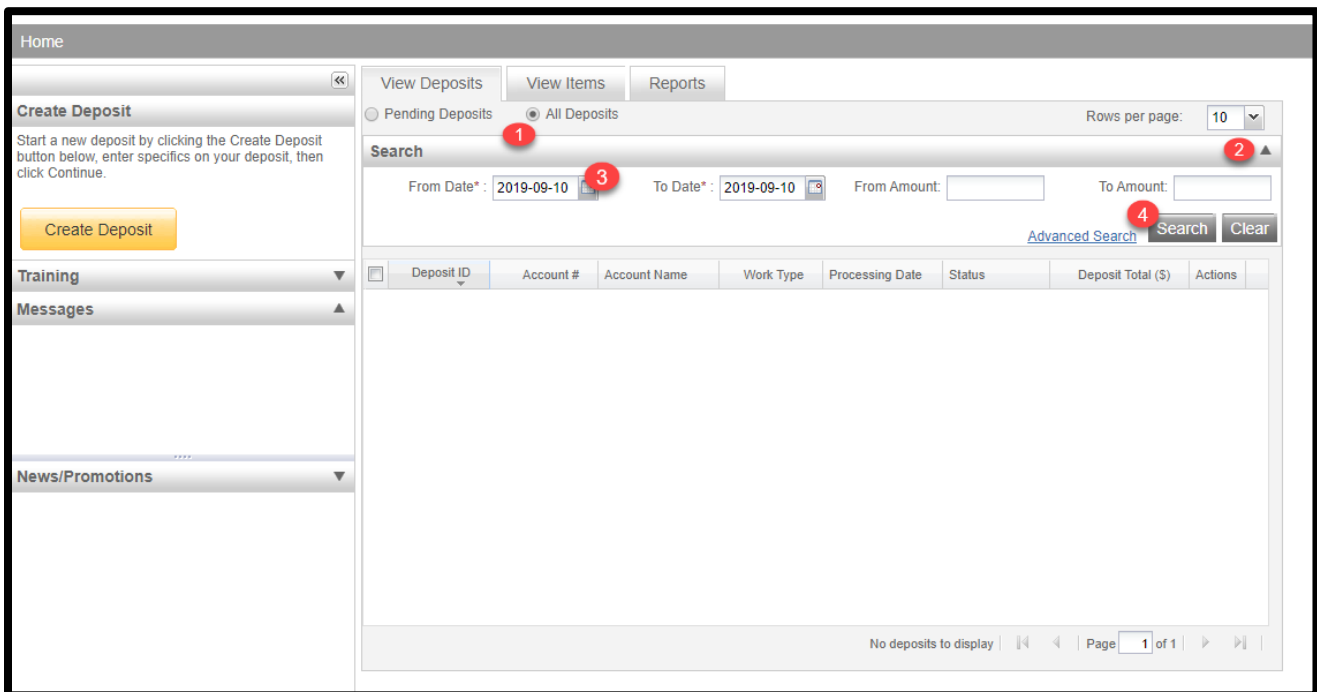 Home
Create Deposit
Start a new deposit by clicking the Create Deposit
button below, enter specifics on your deposit, then
click Continue.
Create Deposit
Training
Messages
News/Promotions
View Deposits View Items Reports
Pending Deposits All Deposits Rows per page: 10
1
Search 2
From Date* : 2019-09-10 3 To Date* : 2019-09-10 From Amount: To Amount:
4
Advanced Search Search Clear
Deposit ID Account # Account Name Work Type Processing Date Status Deposit Total ($) Actions
No deposits to display Page 1 of 1